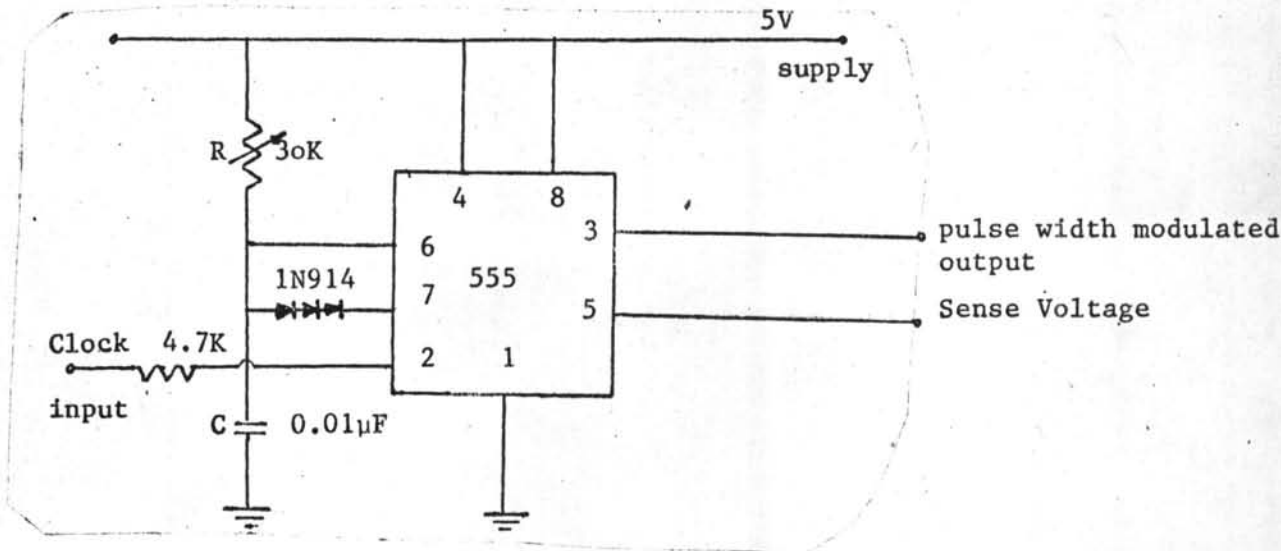 5V
supply
R 3oK
4 8
3
pulse width modulated
output
6
1N914
7
555
5
Sense Voltage
Clock 4.7K
input
2 1
C 0.01µF